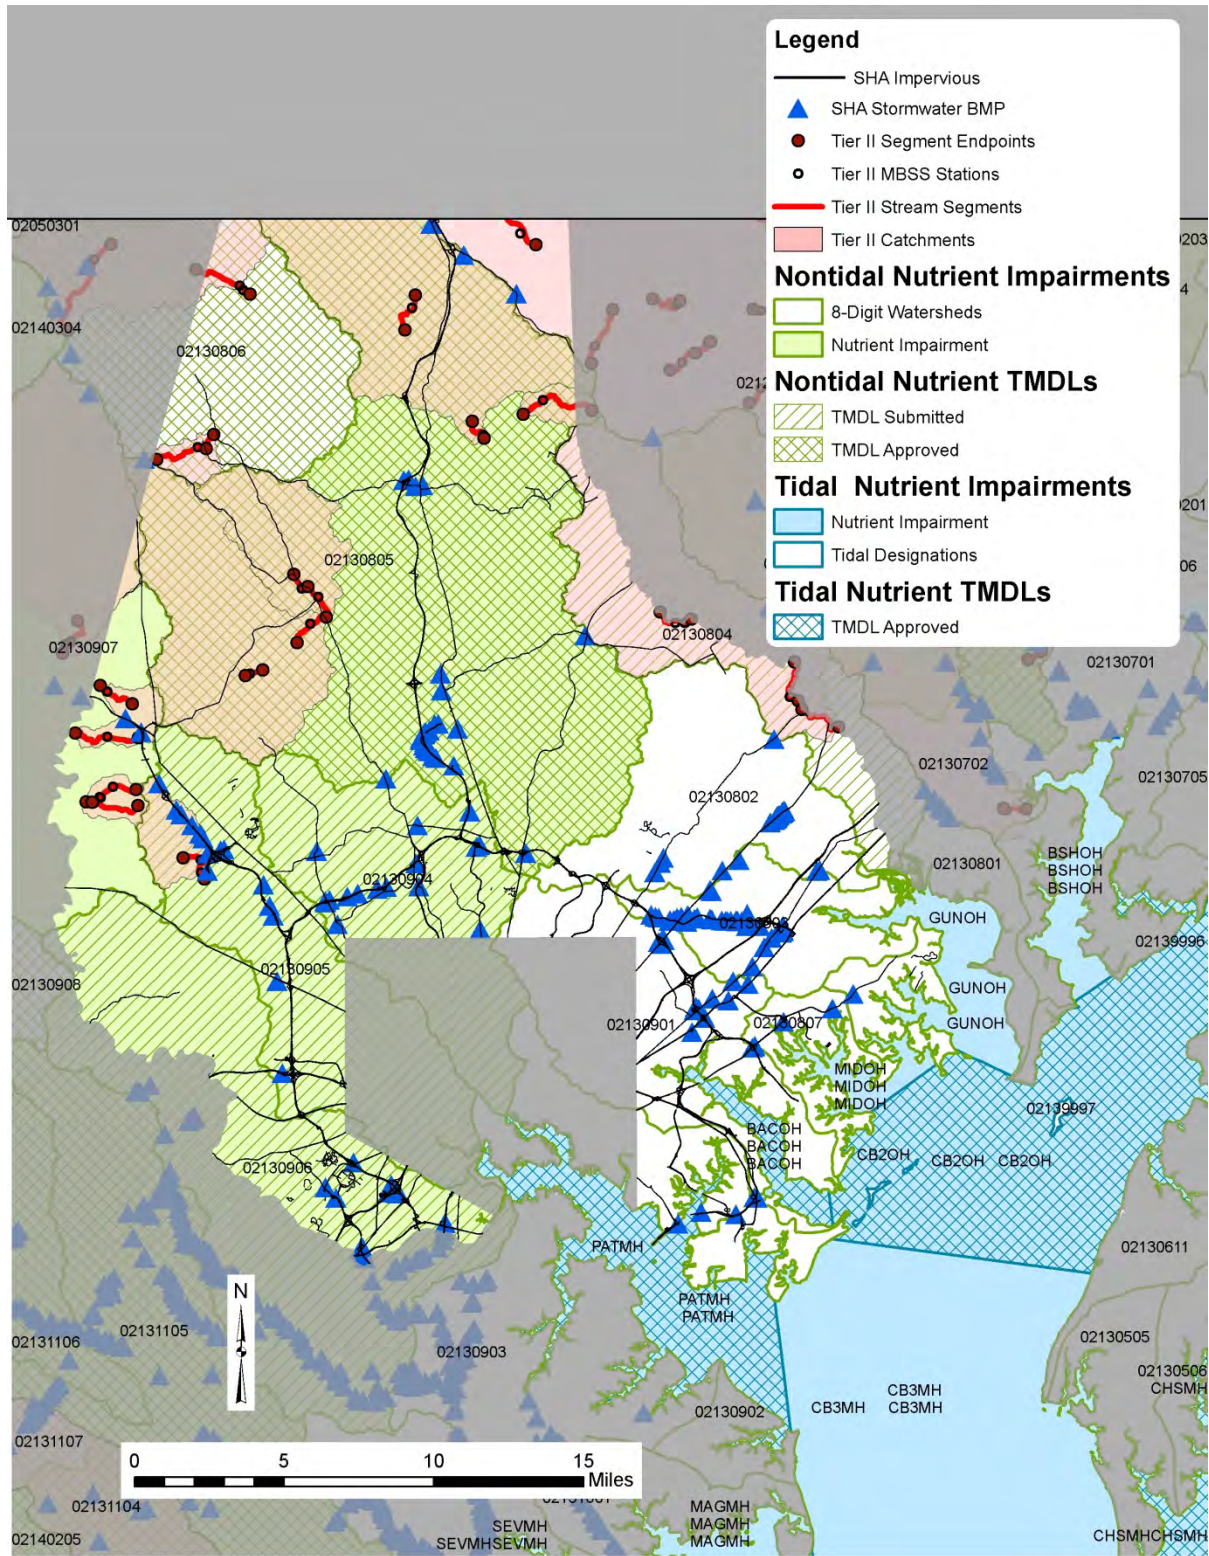 Legend
SHA Impervious
SHA Stormwater BMP
Tier II Segment Endpoints
Tier II MBSS Stations
Tier II Stream Segments
Tier II Catchments
Nontidal Nutrient Impairments
8-Digit Watersheds
Nutrient Impairment
Nontidal Nutrient TMDLs
TMDL Submitted
TMDL Approved
Tidal Nutrient Impairments
Nutrient Impairment
Tidal Designations
Tidal Nutrient TMDLs
TMDL Approved
02050301
02140304
02130806
02130805
02130907
02130804
02130701
02130702
02130705
02130802
02130801
BSHOH
BSHOH
BSHOH
02130904
GUNOH
02139996
02130905
02130908
GUNOH
GUNOH
02130901
02130807
MIDOH
MIDOH
MIDOH
02139997
BACOH
BACOH
BACOH
CB2OH
CB2OH
CB2OH
02130906
PATMH
02130611
PATMH
PATMH
N
02131106
02131105
02130903
02130505
02130506
CHSMH
CB3MH
CB3MH
CB3MH
02130902
02131107
0 5 10 15
Miles
02131104
02140205
SEVMH
SEVMHSEVMH
MAGMH
MAGMH
MAGMH
CHSMHCHSMH